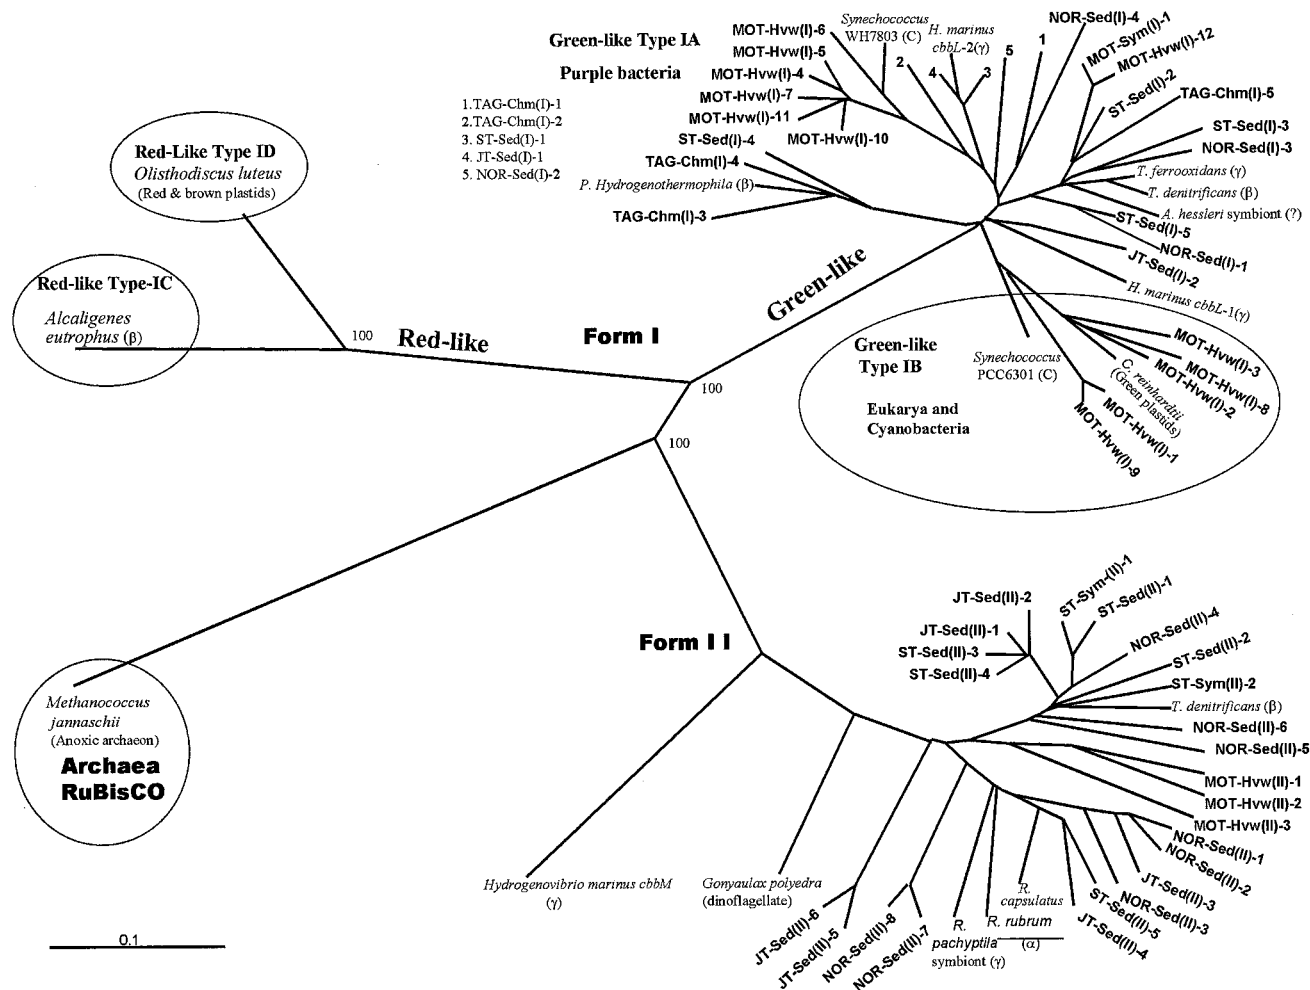 Green-like Type IA
Purple bacteria
1.TAG-Chm(I)-1
2.TAG-Chm(I)-2
3. ST-Sed(I)-1
4. JT-Sed(I)-1
5. NOR-Sed(I)-2
MOT-Hvw(I)-6
MOT-Hvw(I)-5
MOT-Hvw(I)-4
MOT-Hvw(I)-7
MOT-Hvw(I)-11
MOT-Hvw(I)-10
ST-Sed(I)-4
TAG-Chm(I)-4
P. Hydrogenothermophila (β)
TAG-Chm(I)-3
Synechococcus
WH7803 (C)
2
H. marinus
cbbL-2(γ)
4
3
5
1
NOR-Sed(I)-4
MOT-Sym(I)-1
MOT-Hvw(I)-12
ST-Sed(I)-2
TAG-Chm(I)-5
ST-Sed(I)-3
NOR-Sed(I)-3
T. ferrooxidans (γ)
T. denitrificans (β)
A. hessleri symbiont (?)
ST-Sed(I)-5
NOR-Sed(I)-1
JT-Sed(I)-2
H. marinus cbbL-1(γ)
Red-Like Type ID
Olisthodiscus luteus
(Red & brown plastids)
Red-like Type-IC
Alcaligenes
eutrophus (β)
100
Red-like
Form I
Green-like
100
100
Green-like
Type IB
Eukarya and
Cyanobacteria
Synechococcus
PCC6301 (C)
MOT-Hvw(I)-3
MOT-Hvw(I)-8
MOT-Hvw(I)-2
C. reinhardtii
(Green plastids)
MOT-Hvw(I)-1
MOT-Hvw(I)-9
Methanococcus
jannaschii
(Anoxic archaeon)
Archaea
RuBisCO
Form I I
JT-Sed(II)-2
JT-Sed(II)-1
ST-Sed(II)-3
ST-Sed(II)-4
ST-Sym-(II)-1
ST-Sed(II)-1
NOR-Sed(II)-4
ST-Sed(II)-2
ST-Sym(II)-2
T. denitrificans (β)
NOR-Sed(II)-6
NOR-Sed(II)-5
MOT-Hvw(II)-1
MOT-Hvw(II)-2
MOT-Hvw(II)-3
NOR-Sed(II)-1
NOR-Sed(II)-2
JT-Sed(II)-3
NOR-Sed(II)-3
ST-Sed(II)-5
JT-Sed(II)-4
R.
capsulatus
R. rubrum
(α)
R.
pachyptila
symbiont (γ)
NOR-Sed(II)-7
NOR-Sed(II)-8
JT-Sed(II)-5
JT-Sed(II)-6
Gonyaulax polyedra
(dinoflagellate)
Hydrogenovibrio marinus cbbM
(γ)
0.1